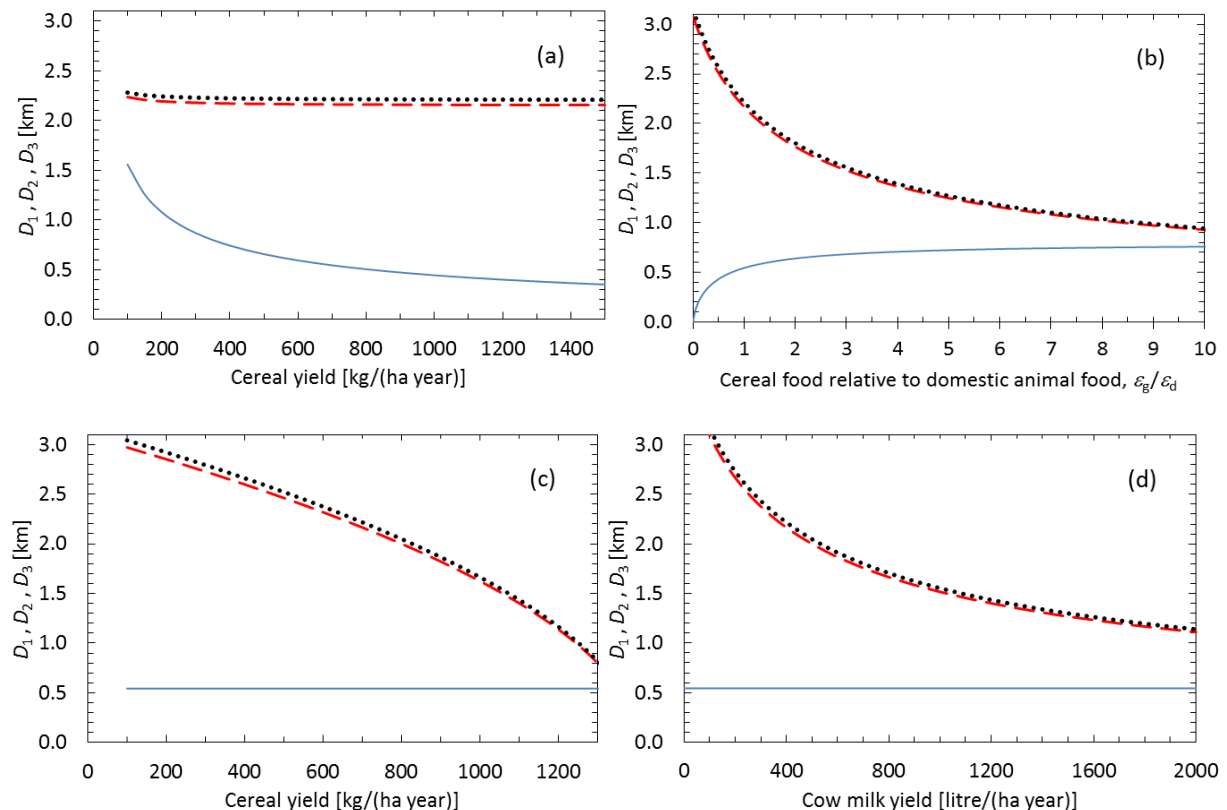 3.0
2.5
2.0
1.5
1.0
0.5
0.0
D₁ , D₂ , D₃ [km]
(a)
0 200 400 600 800 1000 1200 1400
Cereal yield [kg/(ha year)]
3.0
2.5
2.0
1.5
1.0
0.5
0.0
D₁ , D₂ , D₃ [km]
(b)
0 1 2 3 4 5 6 7 8 9 10
Cereal food relative to domestic animal food, εg/εd
3.0
2.5
2.0
1.5
1.0
0.5
0.0
D₁ , D₂ , D₃ [km]
(c)
0 200 400 600 800 1000 1200
Cereal yield [kg/(ha year)]
3.0
2.5
2.0
1.5
1.0
0.5
0.0
D₁ , D₂ , D₃ [km]
(d)
0 400 800 1200 1600 2000
Cow milk yield [litre/(ha year)]